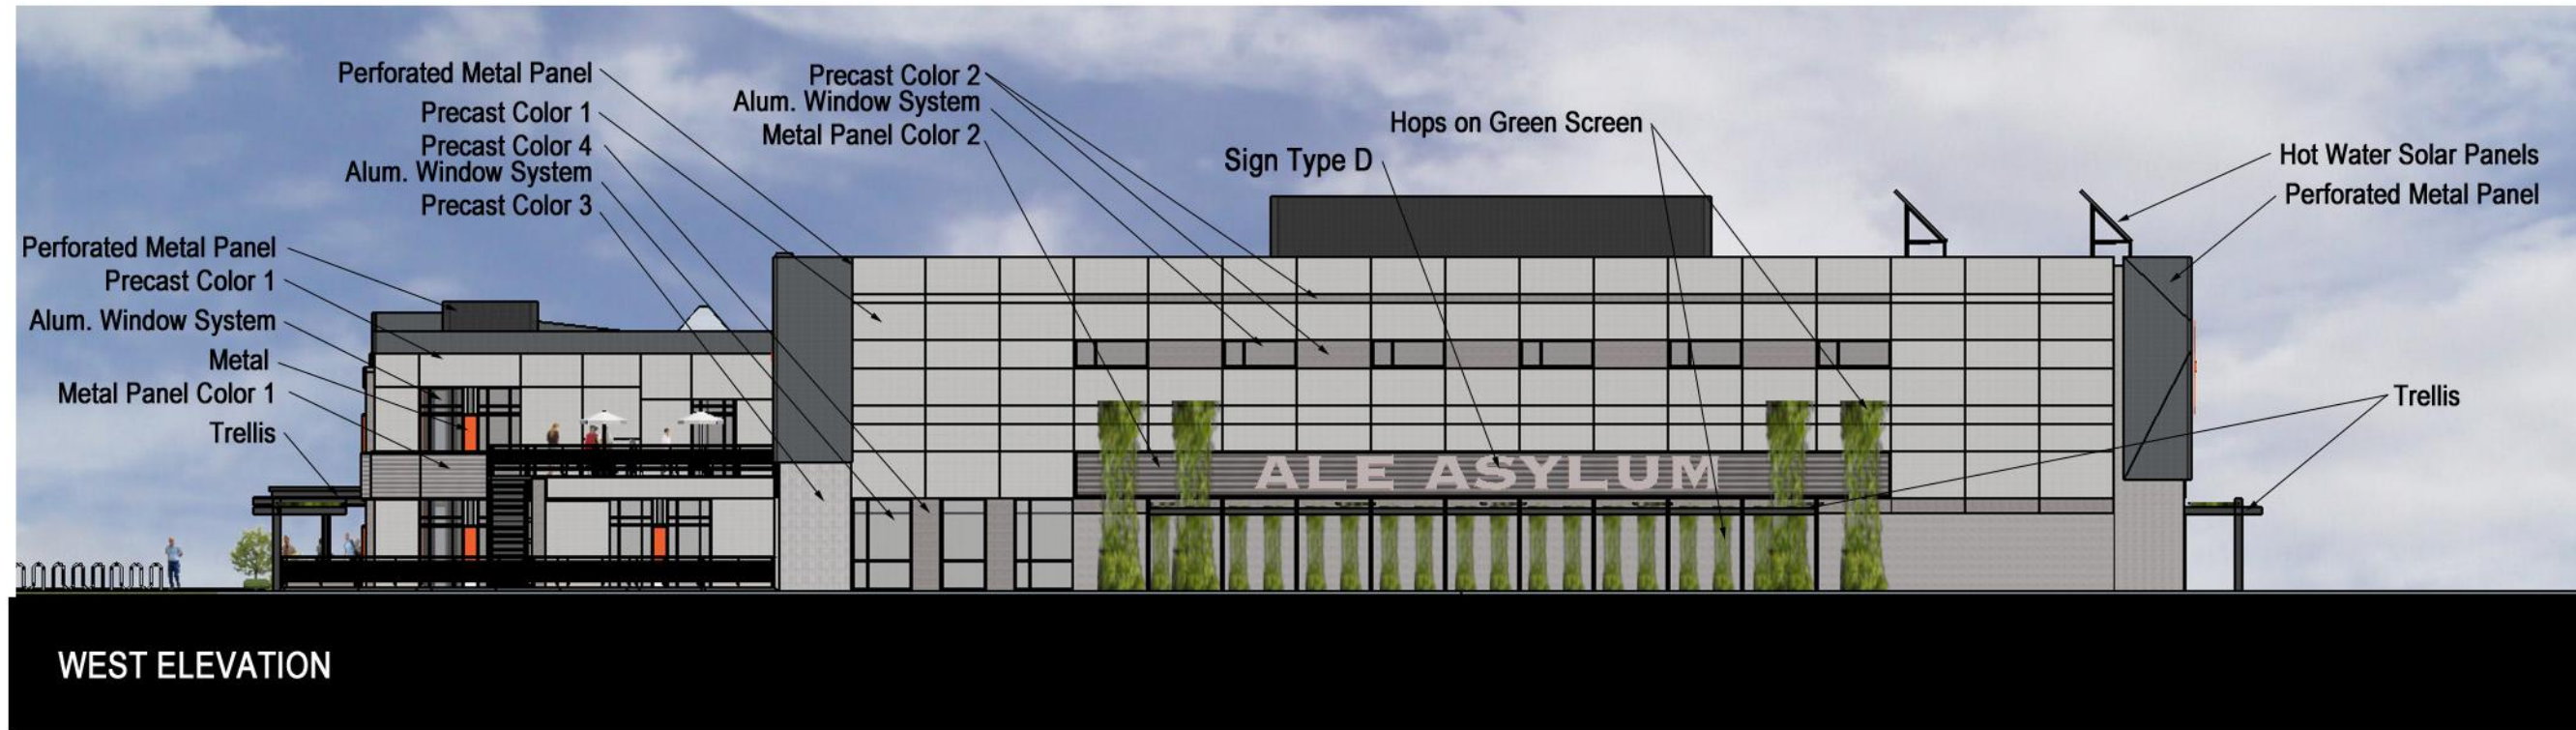 Perforated Metal Panel
Precast Color 1
Precast Color 4
Alum. Window System
Precast Color 3
Precast Color 2
Alum. Window System
Metal Panel Color 2
Hops on Green Screen
Sign Type D
Hot Water Solar Panels
Perforated Metal Panel
Perforated Metal Panel
Precast Color 1
Alum. Window System
Metal
Metal Panel Color 1
Trellis
Trellis
ALE ASYLUM
WEST ELEVATION